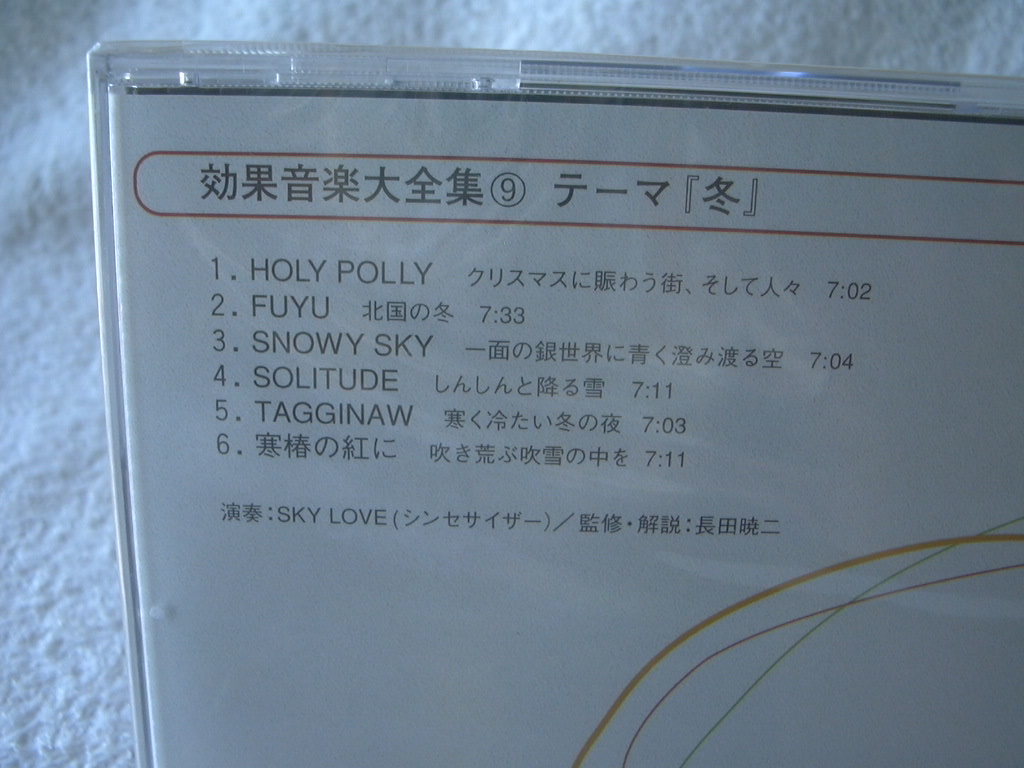 効果音楽大全集⑨ テーマ『冬』
1. HOLY POLLY クリスマスに賑わう街、そして人々 7:02
2. FUYU 北国の冬 7:33
3. SNOWY SKY 一面の銀世界に青く澄み渡る空 7:04
4. SOLITUDE しんしんと降る雪 7:11
5. TAGGINAW 寒く冷たい冬の夜 7:03
6. 寒椿の紅に 吹き荒ぶ吹雪の中を 7:11
演奏:SKY LOVE(シンセサイザー)/監修・解説:長田暁二